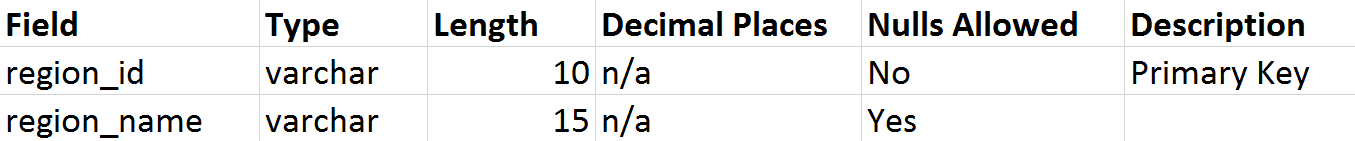 Field Type Length Decimal Places Nulls Allowed Description
region_id varchar 10 n/a No Primary Key
region_name varchar 15 n/a Yes